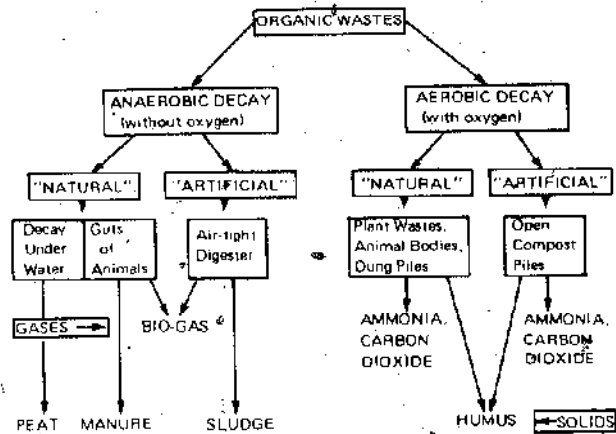 ORGANIC WASTES
ANAEROBIC DECAY
(without oxygen)
AEROBIC DECAY
(with oxygen)
"NATURAL"
"ARTIFICIAL"
"NATURAL"
"ARTIFICIAL"
Decay
Under
Water
Guts
of
Animals
Air-tight
Digester
Plant Wastes,
Animal Bodies,
Dung Piles
Open
Compost
Piles
GASES
BIO-GAS
AMMONIA,
CARBON
DIOXIDE
AMMONIA,
CARBON
DIOXIDE
PEAT
MANURE
SLUDGE
HUMUS
SOLIDS